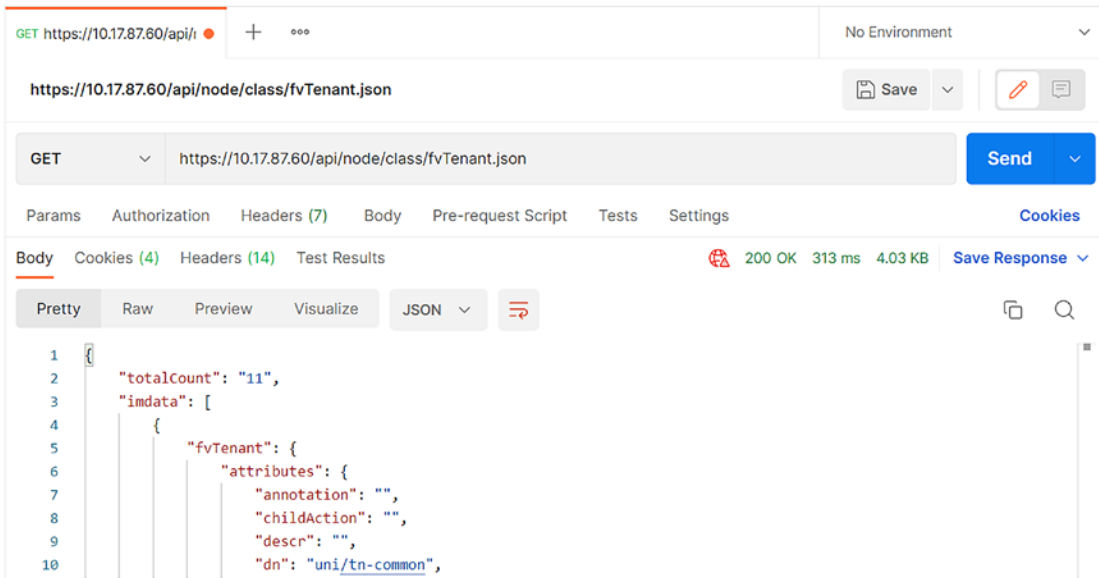 GET https://10.17.87.60/api/r No Environment
https://10.17.87.60/api/node/class/fvTenant.json Save
GET https://10.17.87.60/api/node/class/fvTenant.json Send
Params Authorization Headers (7) Body Pre-request Script Tests Settings Cookies
Body Cookies (4) Headers (14) Test Results 200 OK 313 ms 4.03 KB Save Response
Pretty Raw Preview Visualize JSON
1 {
2 "totalCount": "11",
3 "imdata": [
4 {
5 "fvTenant": {
6 "attributes": {
7 "annotation": "",
8 "childAction": "",
9 "descr": "",
10 "dn": "uni/tn-common",